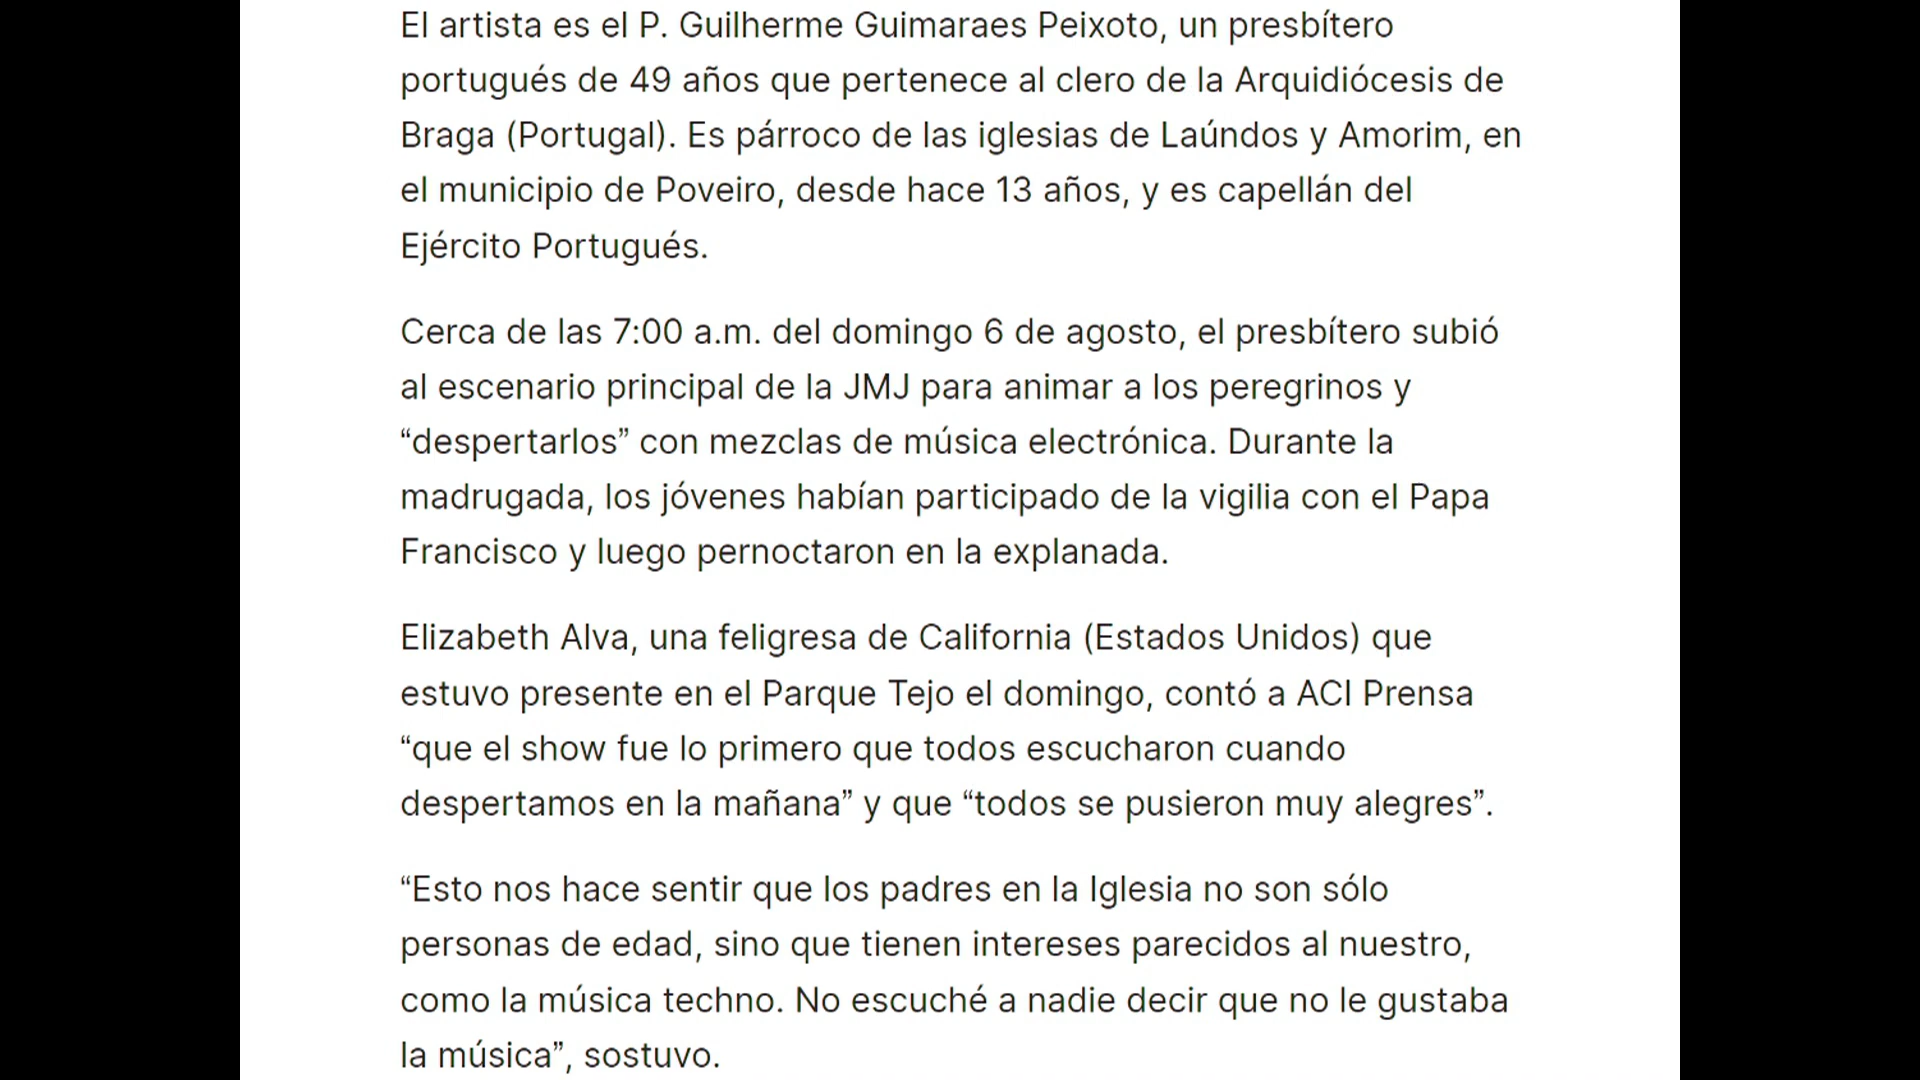 El artista es el P. Guilherme Guimaraes Peixoto, un presbítero
portugués de 49 años que pertenece al clero de la Arquidiócesis de
Braga (Portugal). Es párroco de las iglesias de Laúndos y Amorim, en
el municipio de Poveiro, desde hace 13 años, y es capellán del
Ejército Portugués.
Cerca de las 7:00 a.m. del domingo 6 de agosto, el presbítero subió
al escenario principal de la JMJ para animar a los peregrinos y
“despertarlos” con mezclas de música electrónica. Durante la
madrugada, los jóvenes habían participado de la vigilia con el Papa
Francisco y luego pernoctaron en la explanada.
Elizabeth Alva, una feligresa de California (Estados Unidos) que
estuvo presente en el Parque Tejo el domingo, contó a ACI Prensa
“que el show fue lo primero que todos escucharon cuando
despertamos en la mañana” y que “todos se pusieron muy alegres”.
“Esto nos hace sentir que los padres en la Iglesia no son sólo
personas de edad, sino que tienen intereses parecidos al nuestro,
como la música techno. No escuché a nadie decir que no le gustaba
la música”, sostuvo.